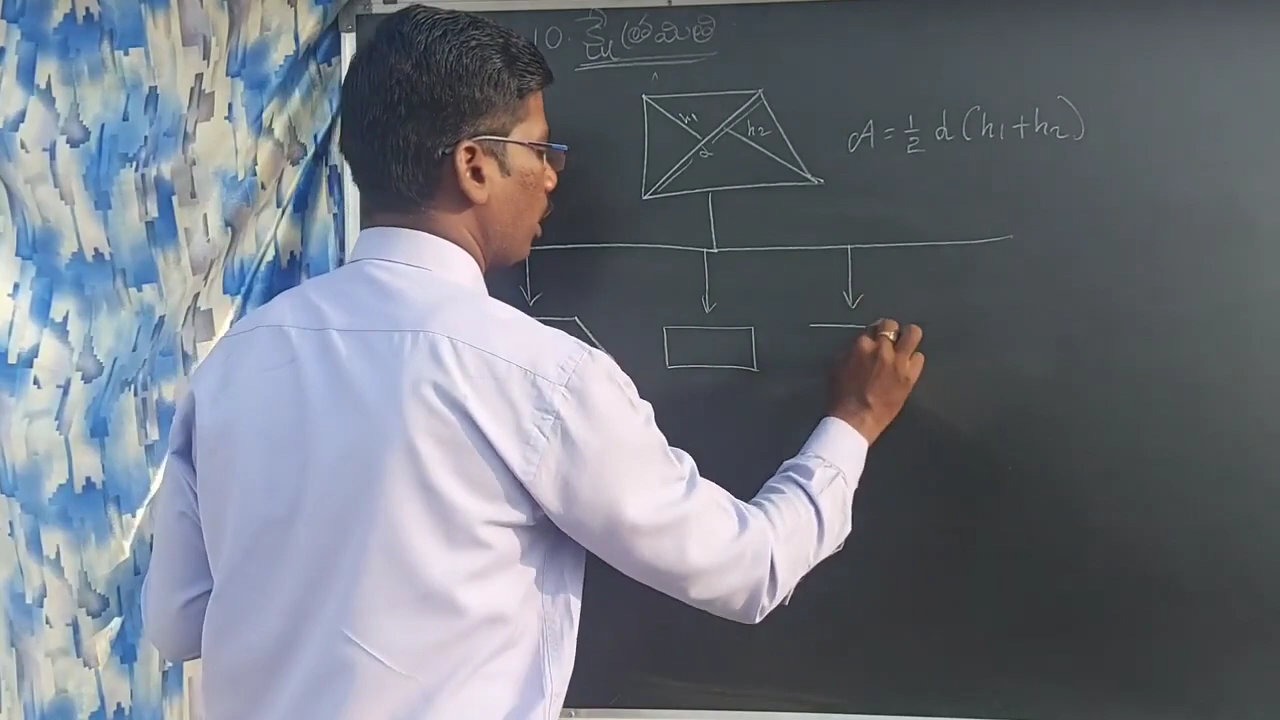 10. క్షేత్రమితి
h₁
h₂
d
A = ½ d (h₁ + h₂)